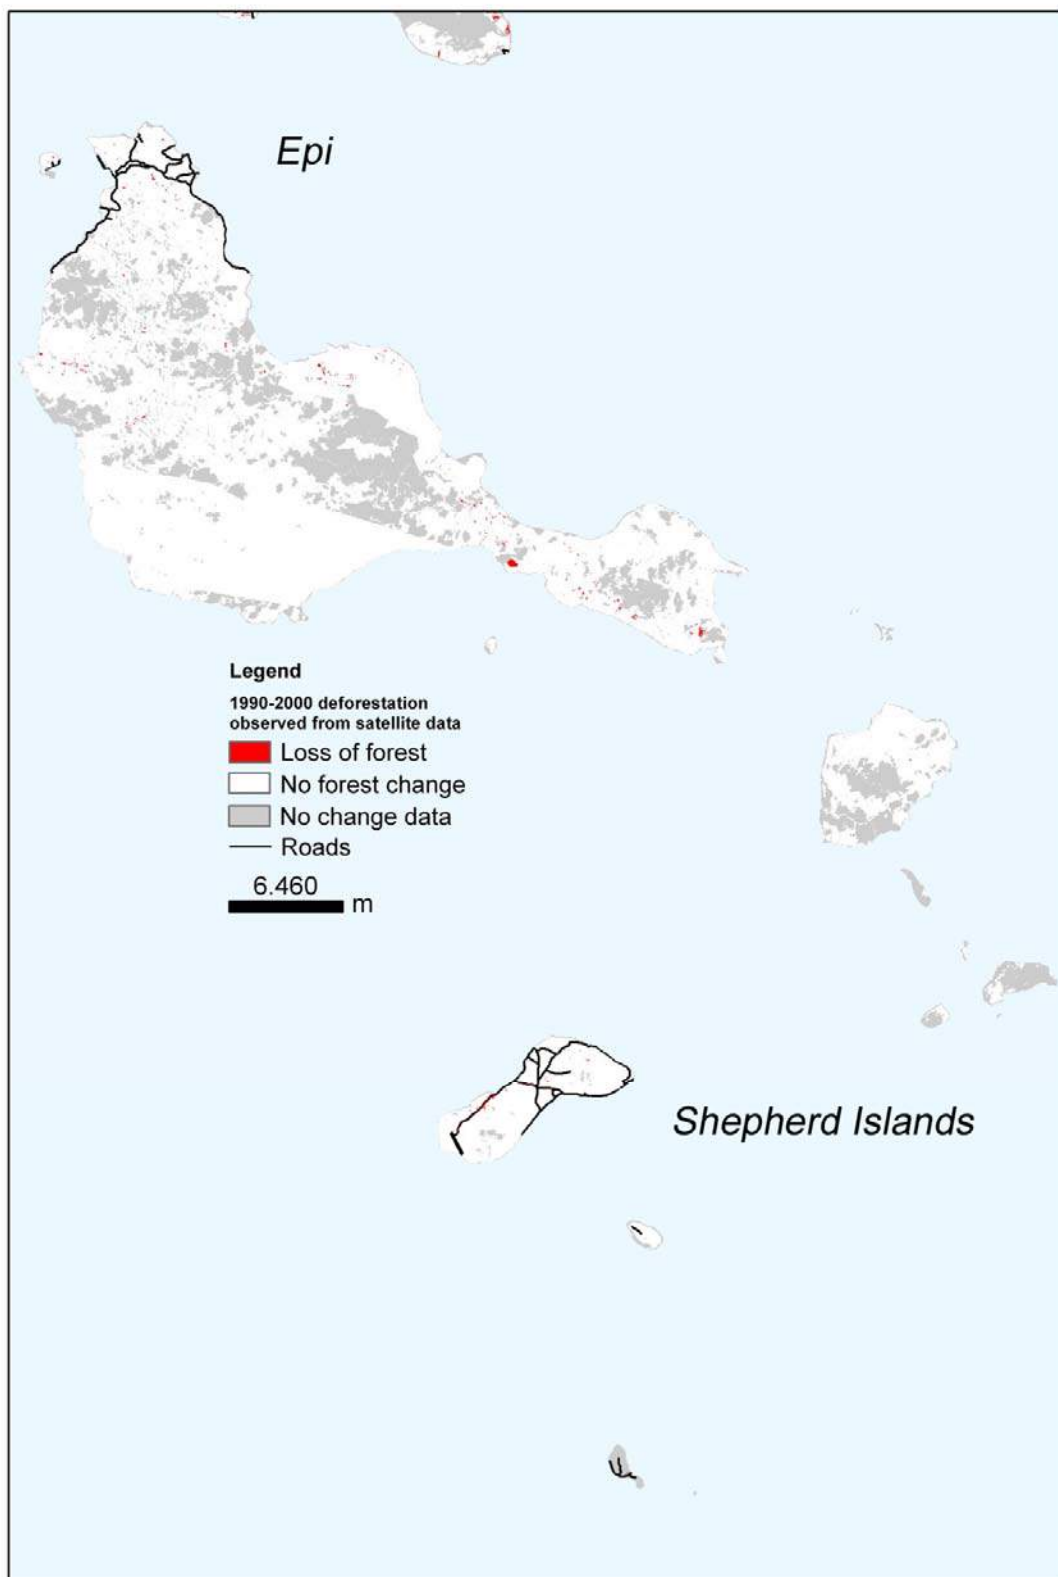 Epi
Legend
1990-2000 deforestation
observed from satellite data
Loss of forest
No forest change
No change data
Roads
6.460
m
Shepherd Islands